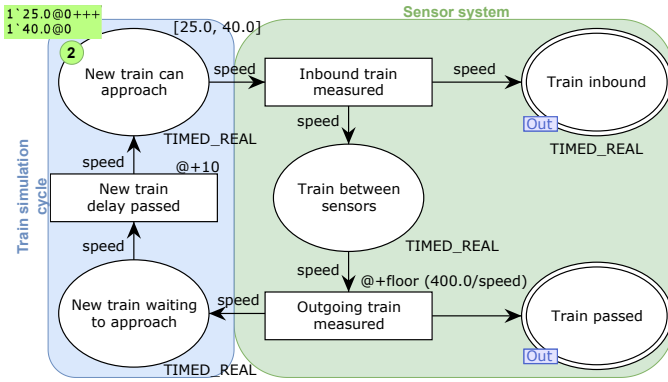 1`25.0@0+++
1`40.0@0
2
[25.0, 40.0]
Sensor system
New train can
approach
speed
Inbound train
measured
speed
Train inbound
Out
TIMED_REAL
TIMED_REAL
speed
speed
@+10
New train
delay passed
Train simulation
cycle
Train between
sensors
TIMED_REAL
speed
speed
@+floor (400.0/speed)
New train waiting
to approach
speed
Outgoing train
measured
Train passed
Out
TIMED_REAL